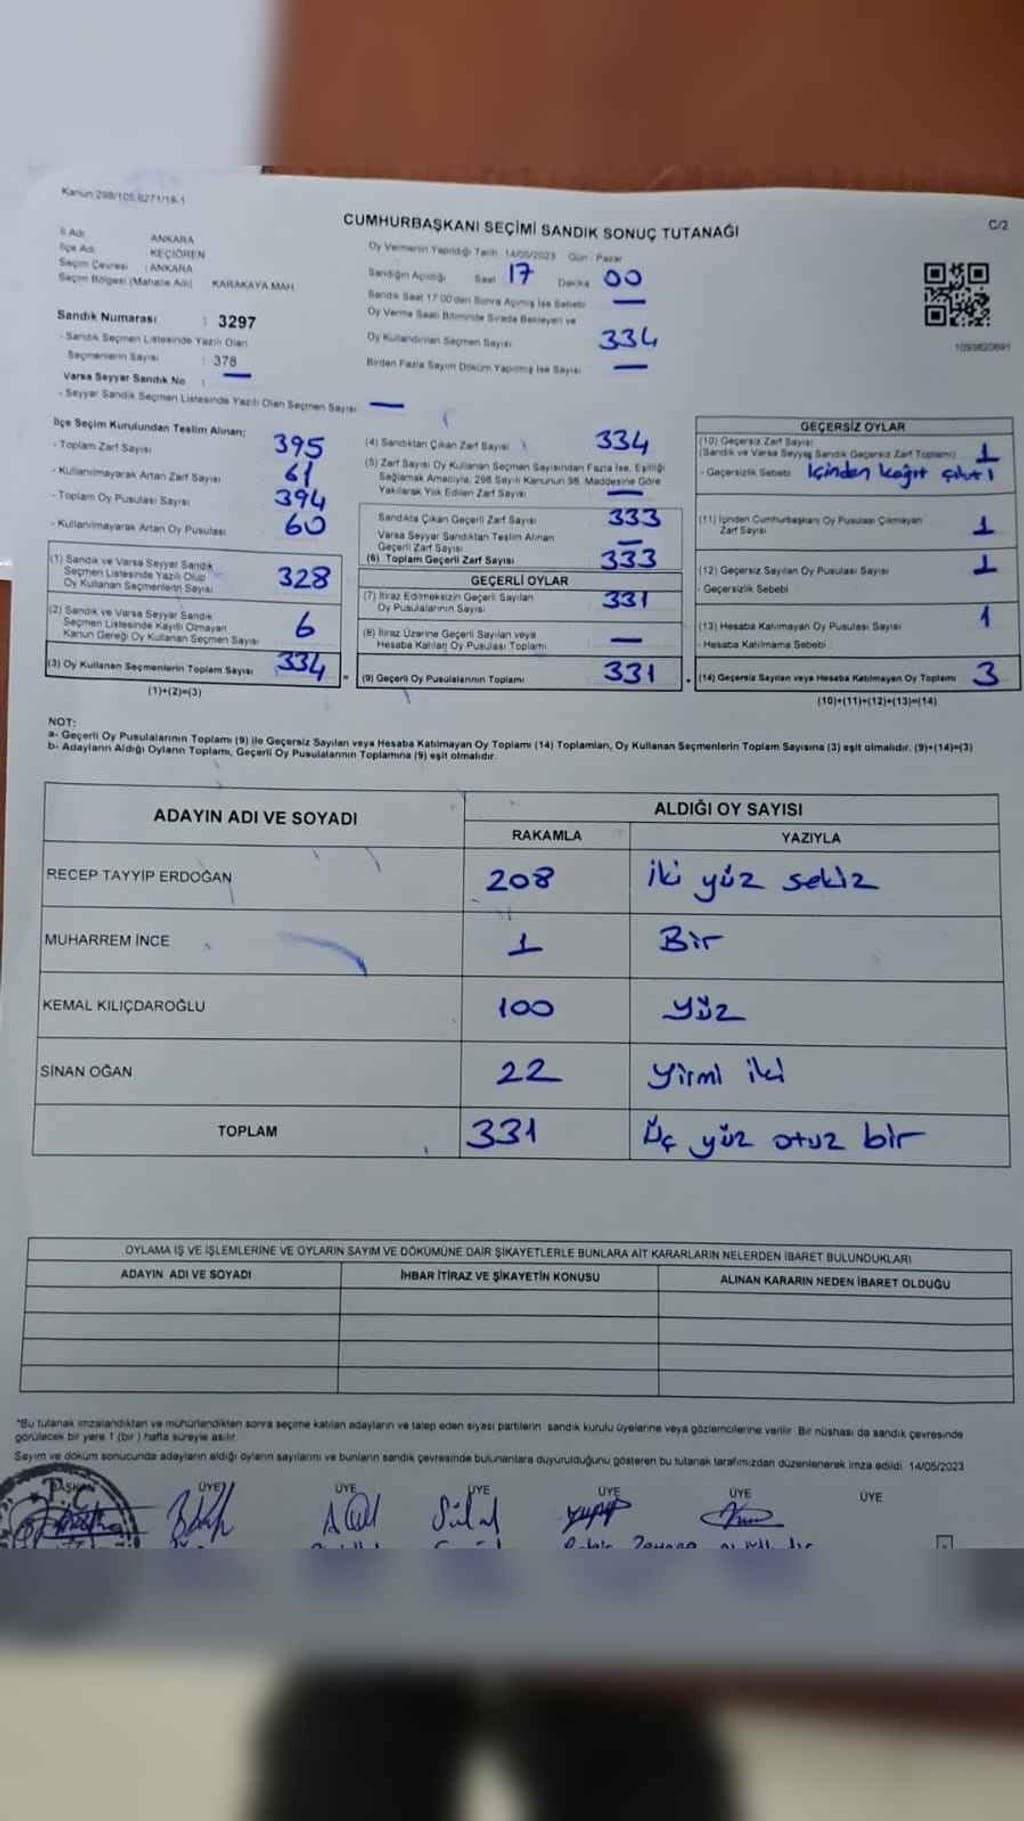 Kanun 298/105,6271/18-1
CUMHURBAŞKANI SEÇİMİ SANDIK SONUÇ TUTANAĞI
C/2
İl Adı : ANKARA
İlçe Adı : KEÇİÖREN
Seçim Çevresi : ANKARA
Seçim Bölgesi (Mahalle Adı) KARAKAYA MAH
Sandık Numarası : 3297
- Sandık Seçmen Listesinde Yazılı Olan
Seçmenlerin Sayısı : 378
Varsa Seyyar Sandık No : —
- Seyyar Sandık Seçmen Listesinde Yazılı Olan Seçmen Sayısı —
Oy Vermenin Yapıldığı Tarih 14/05/2023 Gün Pazar
Sandığın Açıldığı Saat 17 Dakika 00
Sandık Saat 17 00'den Sonra Açılmış İse Sebebi —
Oy Verme Saati Bitiminde Sırada Bekleyen ve
Oy Kullandırılan Seçmen Sayısı 334
Birden Fazla Sayım Döküm Yapılmış İse Sayısı —
1093620691
İlçe Seçim Kurulundan Teslim Alınan;
- Toplam Zarf Sayısı 395
- Kullanılmayarak Artan Zarf Sayısı 61
- Toplam Oy Pusulası Sayısı 394
- Kullanılmayarak Artan Oy Pusulası 60
(1) Sandık ve Varsa Seyyar Sandık
Seçmen Listesinde Yazılı Olup
Oy Kullanan Seçmenlerin Sayısı 328
(2) Sandık ve Varsa Seyyar Sandık
Seçmen Listesinde Kayıtlı Olmayan
Kanun Gereği Oy Kullanan Seçmen Sayısı 6
(3) Oy Kullanan Seçmenlerin Toplam Sayısı 334
(1)+(2)=(3)
(4) Sandıktan Çıkan Zarf Sayısı 334
(5) Zarf Sayısı Oy Kullanan Seçmen Sayısından Fazla İse, Eşitliği
Sağlamak Amacıyla, 298 Sayılı Kanunun 98. Maddesine Göre
Yakılarak Yok Edilen Zarf Sayısı —
Sandıkta Çıkan Geçerli Zarf Sayısı 333
Varsa Seyyar Sandıktan Teslim Alınan
Geçerli Zarf Sayısı —
(6) Toplam Geçerli Zarf Sayısı 333
GEÇERLİ OYLAR
(7) İtiraz Edilmeksizin Geçerli Sayılan
Oy Pusulalarının Sayısı 331
(8) İtiraz Üzerine Geçerli Sayılan veya
Hesaba Katılan Oy Pusulası Toplamı —
(9) Geçerli Oy Pusulalarının Toplamı 331
GEÇERSİZ OYLAR
(10) Geçersiz Zarf Sayısı
(Sandık ve Varsa Seyyar Sandık Geçersiz Zarf Toplamı) 1
- Geçersizlik Sebebi İçinden kağıt çıktı
(11) İçinden Cumhurbaşkanı Oy Pusulası Çıkmayan
Zarf Sayısı 1
(12) Geçersiz Sayılan Oy Pusulası Sayısı 1
- Geçersizlik Sebebi
(13) Hesaba Katılmayan Oy Pusulası Sayısı 1
- Hesaba Katılmama Sebebi
(14) Geçersiz Sayılan veya Hesaba Katılmayan Oy Toplamı 3
(10)+(11)+(12)+(13)=(14)
NOT:
a- Geçerli Oy Pusulalarının Toplamı (9) ile Geçersiz Sayılan veya Hesaba Katılmayan Oy Toplamı (14) Toplamları, Oy Kullanan Seçmenlerin Toplam Sayısına (3) eşit olmalıdır. (9)+(14)=(3)
b- Adayların Aldığı Oyların Toplamı, Geçerli Oy Pusulalarının Toplamına (9) eşit olmalıdır.
ADAYIN ADI VE SOYADI
ALDIĞI OY SAYISI
RAKAMLA YAZIYLA
RECEP TAYYİP ERDOĞAN 208 iki yüz sekiz
MUHARREM İNCE 1 Bir
KEMAL KILIÇDAROĞLU 100 yüz
SİNAN OĞAN 22 yirmi iki
TOPLAM 331 Üç yüz otuz bir
OYLAMA İŞ VE İŞLEMLERİNE VE OYLARIN SAYIM VE DÖKÜMÜNE DAİR ŞİKAYETLERLE BUNLARA AİT KARARLARIN NELERDEN İBARET BULUNDUKLARI
ADAYIN ADI VE SOYADI İHBAR İTİRAZ VE ŞİKAYETİN KONUSU ALINAN KARARIN NEDEN İBARET OLDUĞU
*Bu tutanak imzalandıktan ve mühürlendikten sonra seçime katılan adayların ve talep eden siyasi partilerin sandık kurulu üyelerine veya gözlemcilerine verilir. Bir nüshası da sandık çevresinde
görülecek bir yere 1 (bir) hafta süreyle asılır.
Sayım ve döküm sonucunda adayların aldığı oyların sayılarını ve bunların sandık çevresinde bulunanlara duyurulduğunu gösteren bu tutanak tarafımızdan düzenlenerek imza edildi. 14/05/2023
BAŞKAN ÜYE ÜYE ÜYE ÜYE ÜYE ÜYE